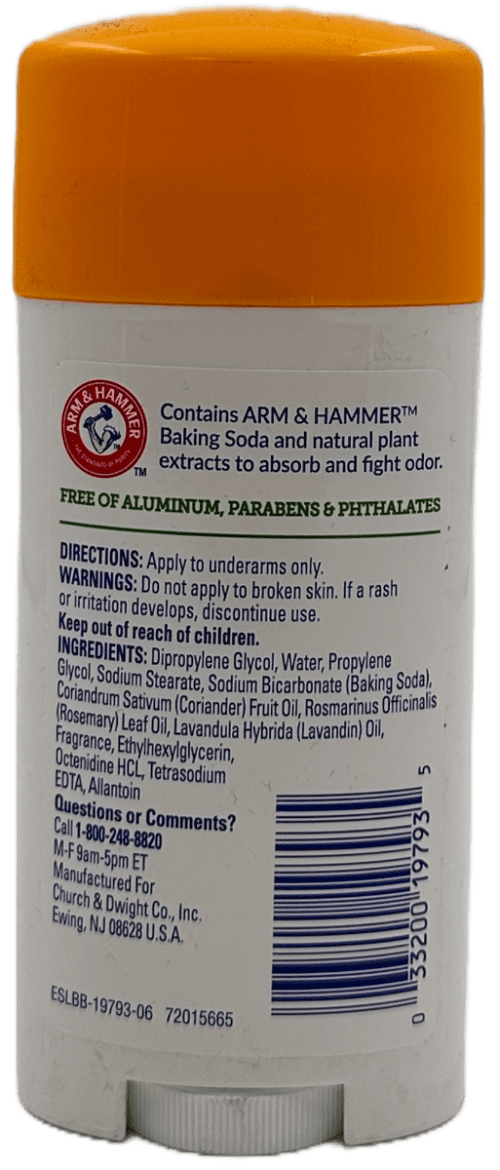 ARM & HAMMER
THE STANDARD OF PURITY
TM
Contains ARM & HAMMER™
Baking Soda and natural plant
extracts to absorb and fight odor.
FREE OF ALUMINUM, PARABENS & PHTHALATES
DIRECTIONS: Apply to underarms only.
WARNINGS: Do not apply to broken skin. If a rash
or irritation develops, discontinue use.
Keep out of reach of children.
INGREDIENTS: Dipropylene Glycol, Water, Propylene
Glycol, Sodium Stearate, Sodium Bicarbonate (Baking Soda),
Coriandrum Sativum (Coriander) Fruit Oil, Rosmarinus Officinalis
(Rosemary) Leaf Oil, Lavandula Hybrida (Lavandin) Oil,
Fragrance, Ethylhexylglycerin,
Octenidine HCL, Tetrasodium
EDTA, Allantoin
Questions or Comments?
Call 1-800-248-8820
M-F 9am-5pm ET
Manufactured For
Church & Dwight Co., Inc.
Ewing, NJ 08628 U.S.A.
ESLBB-19793-06 72015665
0 33200 19793 5